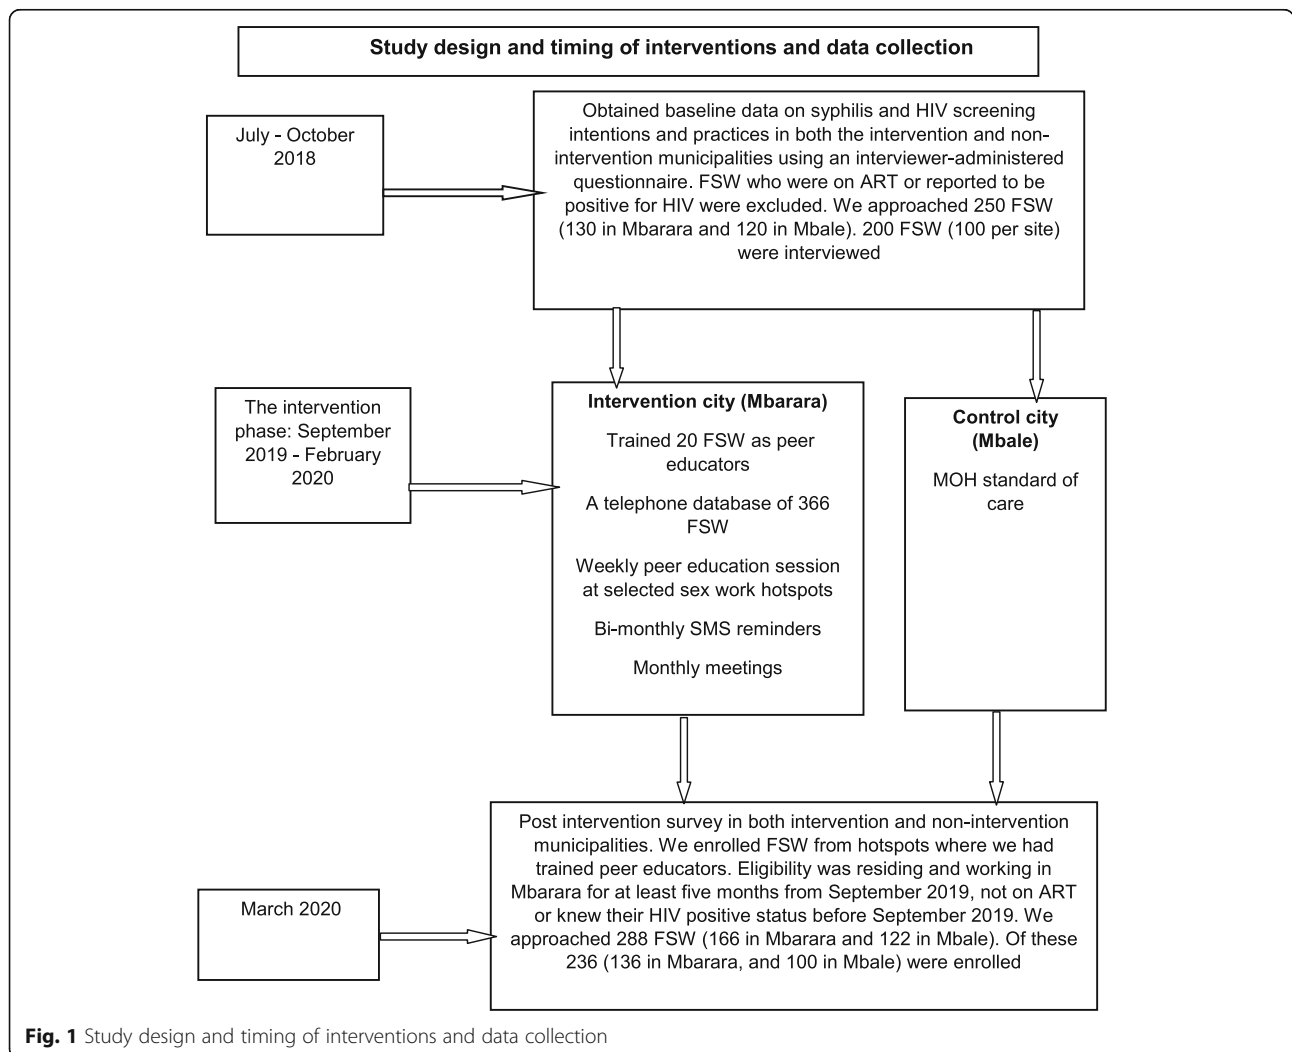 Study design and timing of interventions and data collection
July - October
2018
Obtained baseline data on syphilis and HIV screening
intentions and practices in both the intervention and non-
intervention municipalities using an interviewer-administered
questionnaire. FSW who were on ART or reported to be
positive for HIV were excluded. We approached 250 FSW
(130 in Mbarara and 120 in Mbale). 200 FSW (100 per site)
were interviewed
The intervention
phase: September
2019 - February
2020
Intervention city (Mbarara)
Trained 20 FSW as peer
educators
A telephone database of 366
FSW
Weekly peer education session
at selected sex work hotspots
Bi-monthly SMS reminders
Monthly meetings
Control city
(Mbale)
MOH standard of
care
March 2020
Post intervention survey in both intervention and non-intervention
municipalities. We enrolled FSW from hotspots where we had
trained peer educators. Eligibility was residing and working in
Mbarara for at least five months from September 2019, not on ART
or knew their HIV positive status before September 2019. We
approached 288 FSW (166 in Mbarara and 122 in Mbale). Of these
236 (136 in Mbarara, and 100 in Mbale) were enrolled
Fig. 1 Study design and timing of interventions and data collection